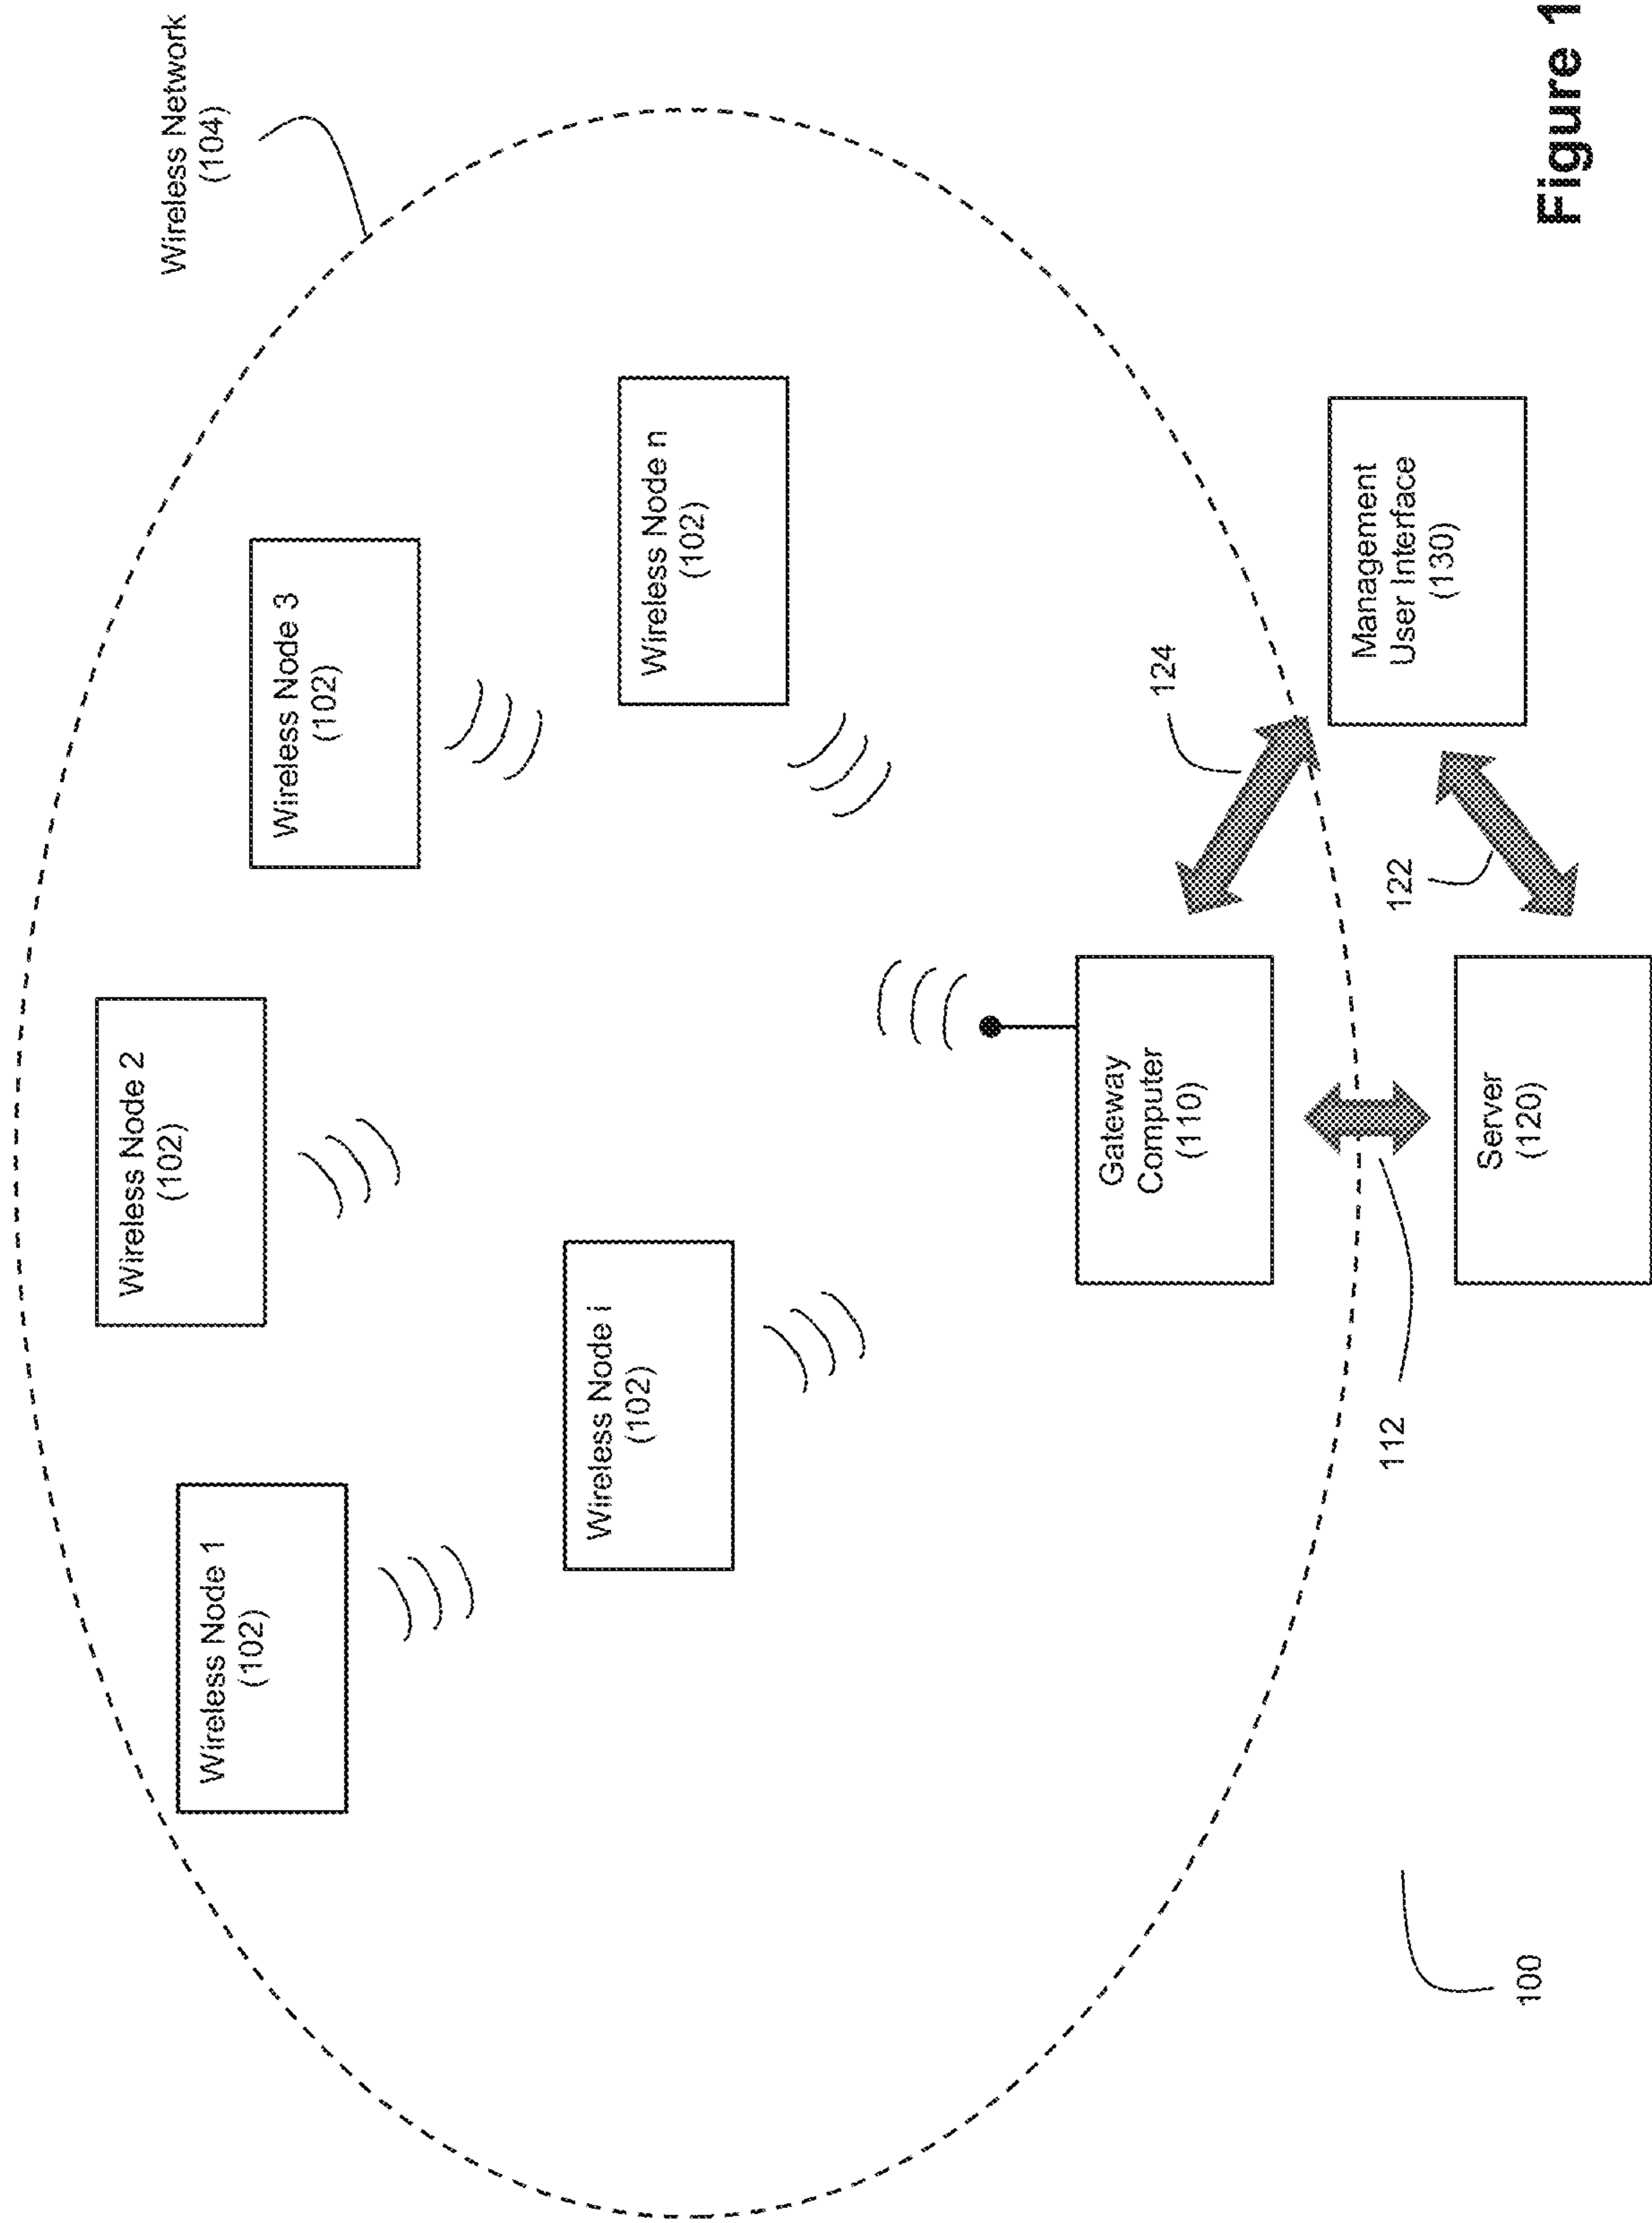 Wireless Network
(104)
Wireless Node 2
(102)
Wireless Node 1
(102)
Wireless Node 3
(102)
Wireless Node i
(102)
Wireless Node n
(102)
Gateway
Computer
(110)
124
Management
User Interface
(130)
122
112
Server
(120)
100
Figure 1